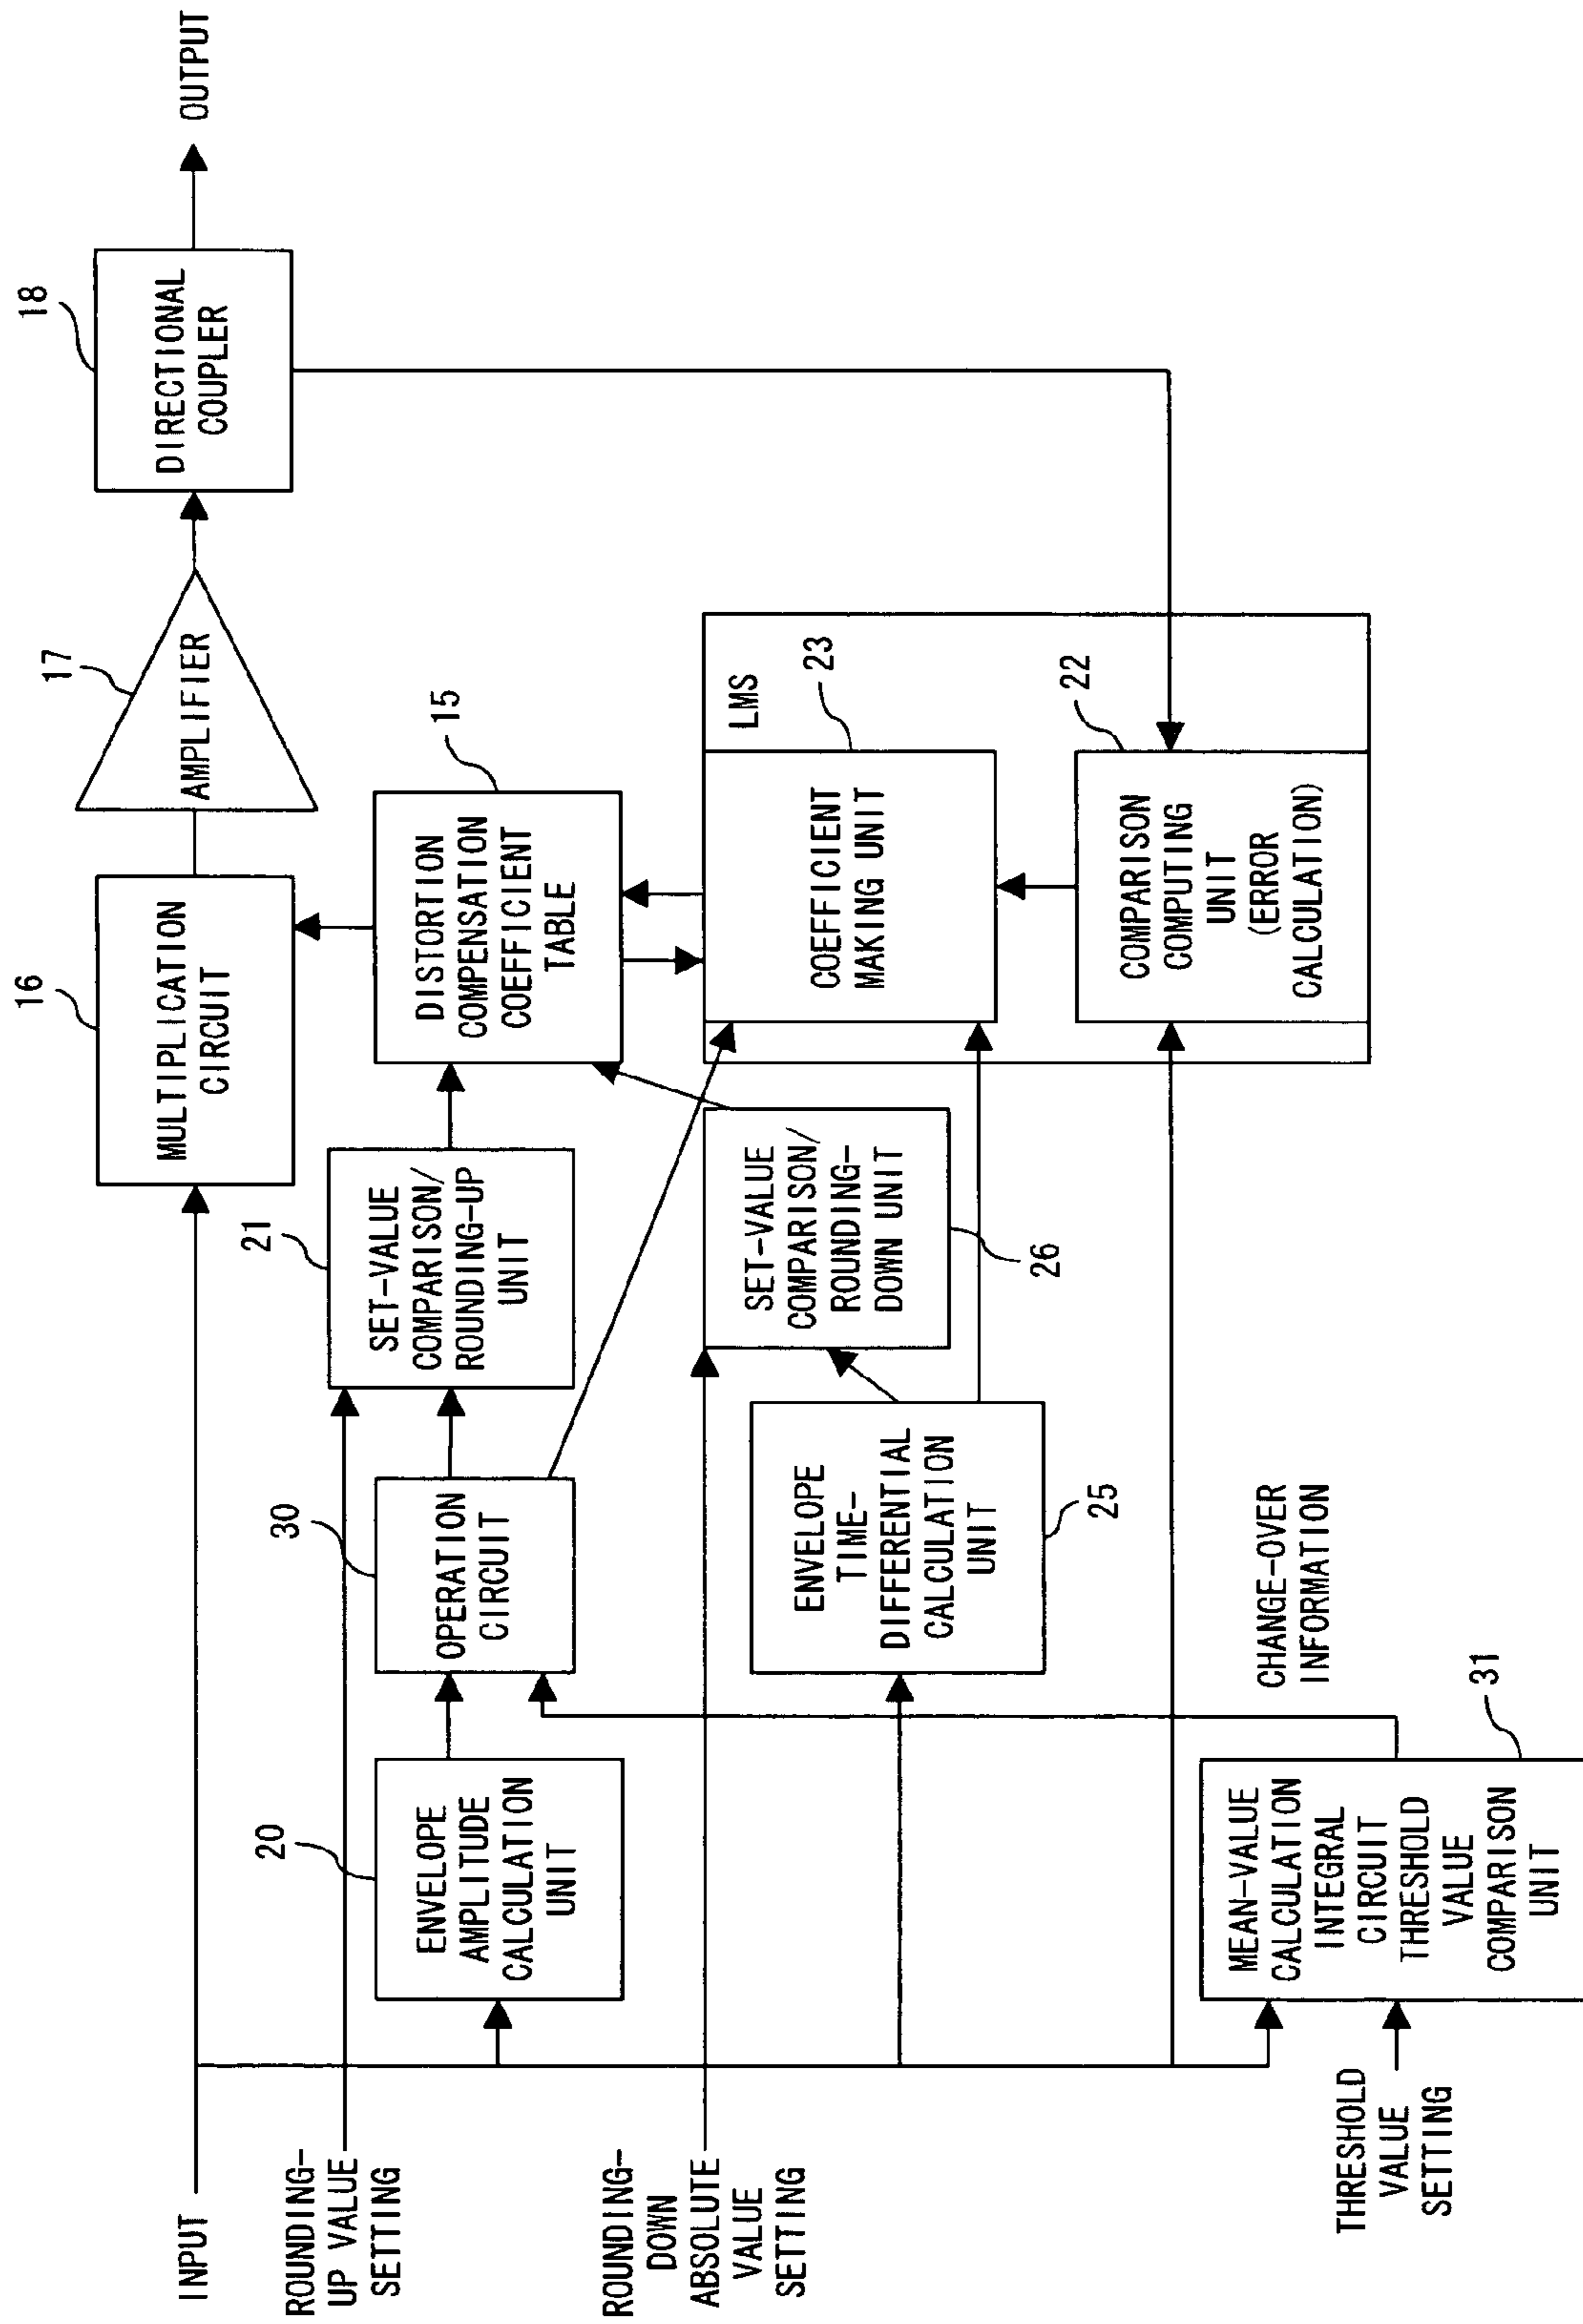 INPUT
16
MULTIPLICATION
CIRCUIT
17
AMPLIFIER
18
DIRECTIONAL
COUPLER
OUTPUT
ROUNDING-
UP VALUE
SETTING
20
ENVELOPE
AMPLITUDE
CALCULATION
UNIT
30
OPERATION
CIRCUIT
21
SET-VALUE
COMPARISON/
ROUNDING-UP
UNIT
15
DISTORTION
COMPENSATION
COEFFICIENT
TABLE
ROUNDING-
DOWN
ABSOLUTE
VALUE
SETTING
ENVELOPE
TIME-
DIFFERENTIAL
CALCULATION
UNIT
25
SET-VALUE
COMPARISON/
ROUNDING-
DOWN UNIT
26
LMS
23
COEFFICIENT
MAKING UNIT
22
COMPARISON
COMPUTING
UNIT
(ERROR
CALCULATION)
THRESHOLD
VALUE
SETTING
MEAN-VALUE
CALCULATION
INTEGRAL
CIRCUIT
THRESHOLD
VALUE
COMPARISON
UNIT
31
CHANGE-OVER
INFORMATION